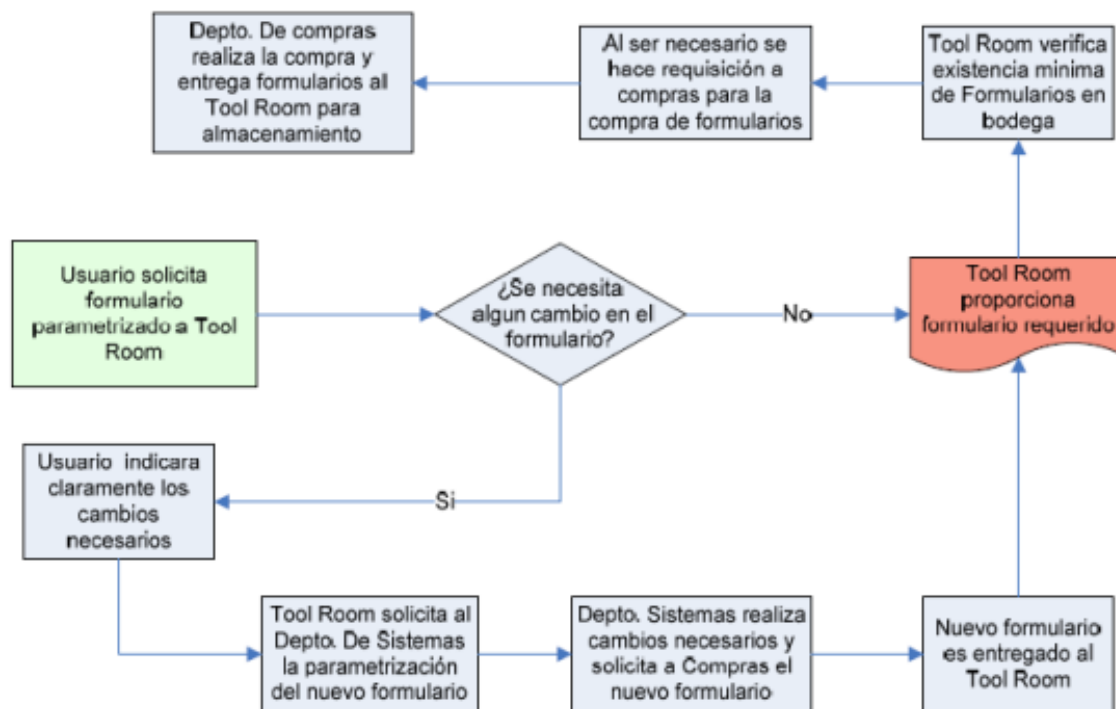 Depto. De compras
realiza la compra y
entrega formularios al
Tool Room para
almacenamiento
Al ser necesario se
hace requisición a
compras para la
compra de formularios
Tool Room verifica
existencia minima
de Formularios en
bodega
Usuario solicita
formulario
parametrizado a Tool
Room
¿Se necesita
algun cambio en el
formulario?
No
Tool Room
proporciona
formulario requerido
Usuario indicara
claramente los
cambios
necesarios
Si
Tool Room solicita al
Depto. De Sistemas
la parametrización
del nuevo formulario
Depto. Sistemas realiza
cambios necesarios y
solicita a Compras el
nuevo formulario
Nuevo formulario
es entregado al
Tool Room